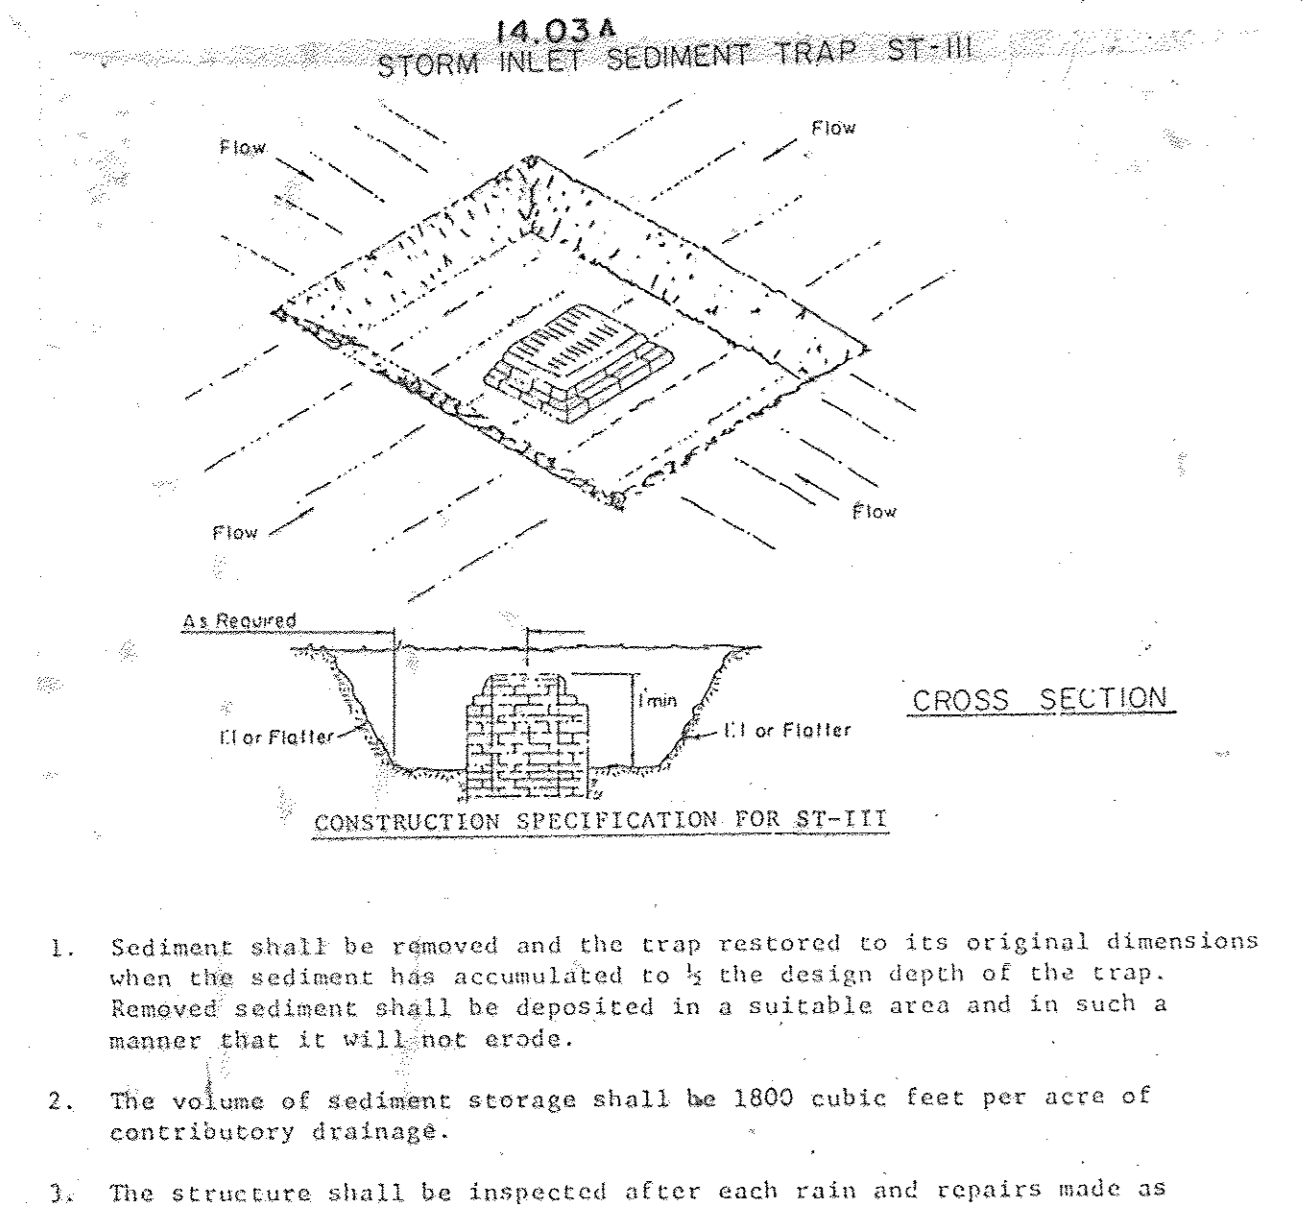 14.03A
STORM INLET SEDIMENT TRAP ST-III
Flow
Flow
Flow
Flow
As Required
1'min
1:1 or Flatter
1:1 or Flatter
CROSS SECTION
CONSTRUCTION SPECIFICATION FOR ST-III
1. Sediment shall be removed and the trap restored to its original dimensions
when the sediment has accumulated to ½ the design depth of the trap.
Removed sediment shall be deposited in a suitable area and in such a
manner that it will not erode.
2. The volume of sediment storage shall be 1800 cubic feet per acre of
contributory drainage.
3. The structure shall be inspected after each rain and repairs made as